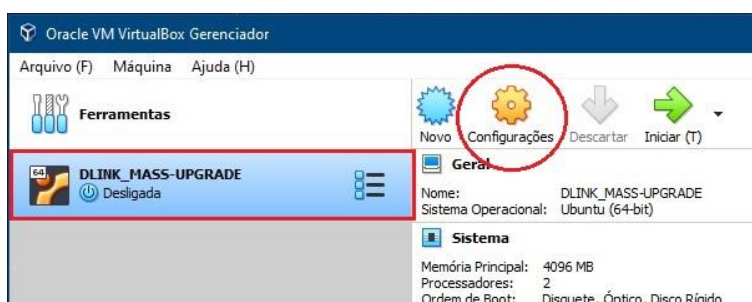 Oracle VM VirtualBox Gerenciador
Arquivo (F) Máquina Ajuda (H)
Ferramentas
Novo Configurações Descartar Iniciar (T)
64
DLINK_MASS-UPGRADE
Desligada
Geral
Nome: DLINK_MASS-UPGRADE
Sistema Operacional: Ubuntu (64-bit)
Sistema
Memória Principal: 4096 MB
Processadores: 2
Ordem de Boot: Disquete, Óptico, Disco Rígido